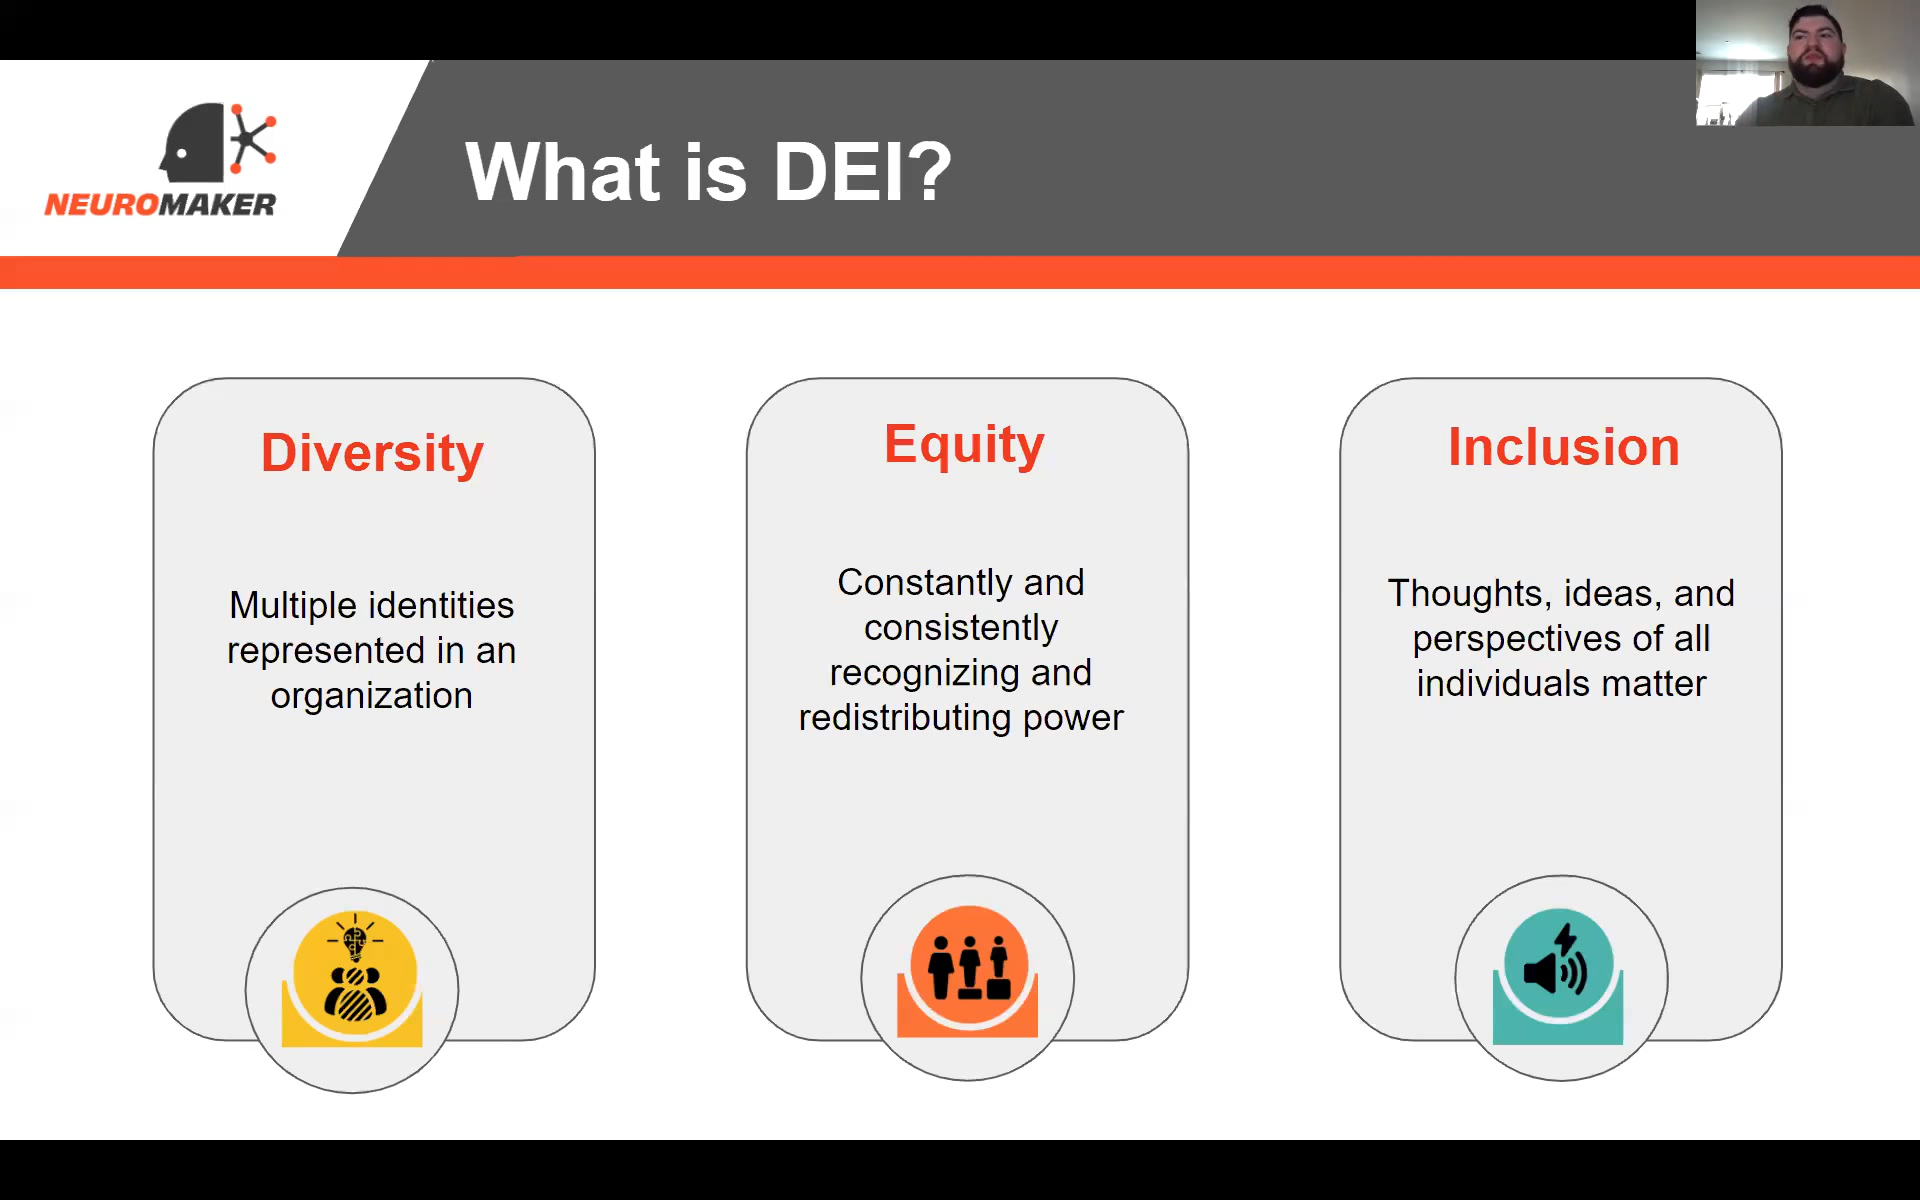 NEUROMAKER
What is DEI?
Diversity
Multiple identities
represented in an
organization
Equity
Constantly and
consistently
recognizing and
redistributing power
Inclusion
Thoughts, ideas, and
perspectives of all
individuals matter